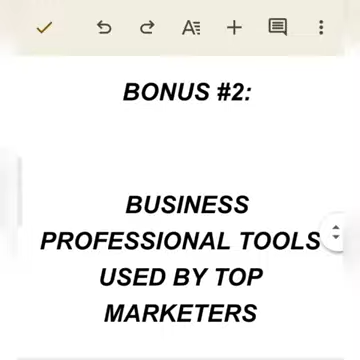 BONUS #2:
BUSINESS
PROFESSIONAL TOOLS
USED BY TOP
MARKETERS